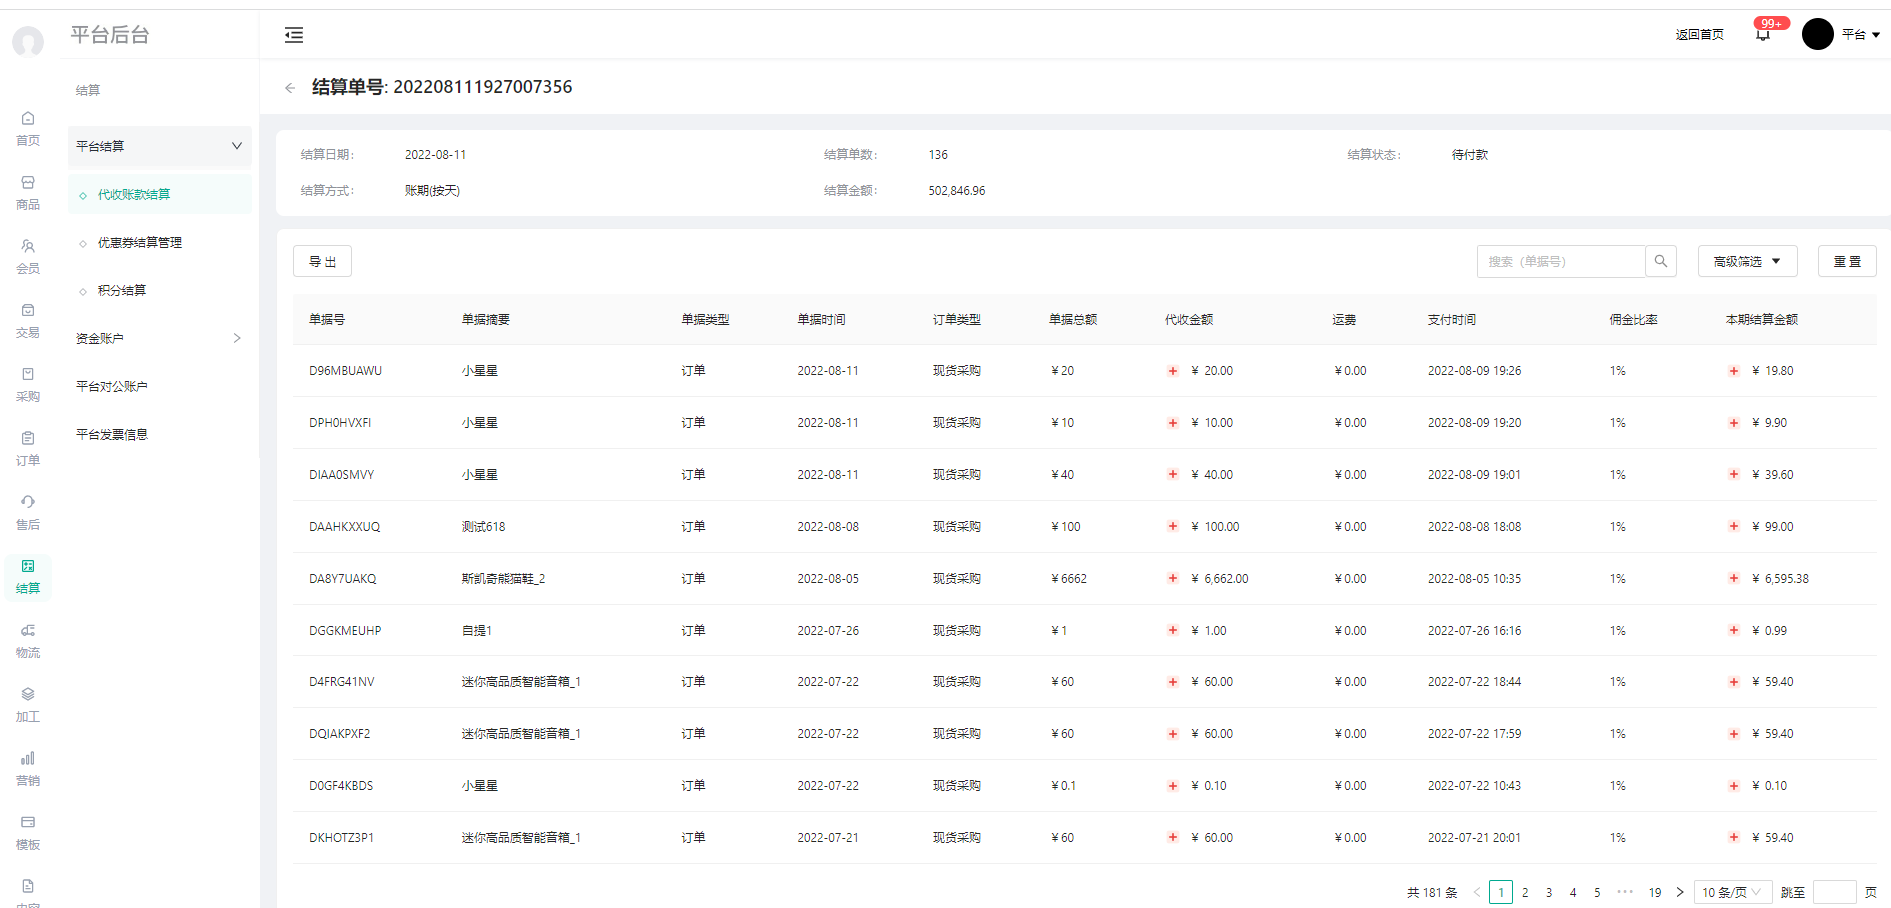 平台后台
返回首页
99+
平台
结算单号: 202208111927007356
结算
首页
商品
会员
交易
采购
订单
售后
结算
物流
加工
营销
模板
平台结算
代收账款结算
优惠券结算管理
积分结算
资金账户
平台对公账户
平台发票信息
结算日期: 2022-08-11 结算单数: 136 结算状态: 待付款
结算方式: 账期(按天) 结算金额: 502,846.96
导 出 搜索（单据号） 高级筛选 重 置
单据号 单据摘要 单据类型 单据时间 订单类型 单据总额 代收金额 运费 支付时间 佣金比率 本期结算金额
D96MBUAWU 小星星 订单 2022-08-11 现货采购 ¥20 + ¥ 20.00 ¥0.00 2022-08-09 19:26 1% + ¥ 19.80
DPH0HVXFI 小星星 订单 2022-08-11 现货采购 ¥10 + ¥ 10.00 ¥0.00 2022-08-09 19:20 1% + ¥ 9.90
DIAA0SMVY 小星星 订单 2022-08-11 现货采购 ¥40 + ¥ 40.00 ¥0.00 2022-08-09 19:01 1% + ¥ 39.60
DAAHKXXUQ 测试618 订单 2022-08-08 现货采购 ¥100 + ¥ 100.00 ¥0.00 2022-08-08 18:08 1% + ¥ 99.00
DA8Y7UAKQ 斯凯奇熊猫鞋_2 订单 2022-08-05 现货采购 ¥6662 + ¥ 6,662.00 ¥0.00 2022-08-05 10:35 1% + ¥ 6,595.38
DGGKMEUHP 自提1 订单 2022-07-26 现货采购 ¥1 + ¥ 1.00 ¥0.00 2022-07-26 16:16 1% + ¥ 0.99
D4FRG41NV 迷你高品质智能音箱_1 订单 2022-07-22 现货采购 ¥60 + ¥ 60.00 ¥0.00 2022-07-22 18:44 1% + ¥ 59.40
DQIAKPXF2 迷你高品质智能音箱_1 订单 2022-07-22 现货采购 ¥60 + ¥ 60.00 ¥0.00 2022-07-22 17:59 1% + ¥ 59.40
D0GF4KBDS 小星星 订单 2022-07-22 现货采购 ¥0.1 + ¥ 0.10 ¥0.00 2022-07-22 10:43 1% + ¥ 0.10
DKHOTZ3P1 迷你高品质智能音箱_1 订单 2022-07-21 现货采购 ¥60 + ¥ 60.00 ¥0.00 2022-07-21 20:01 1% + ¥ 59.40
共 181 条 < 1 2 3 4 5 ••• 19 > 10 条/页 跳至 页